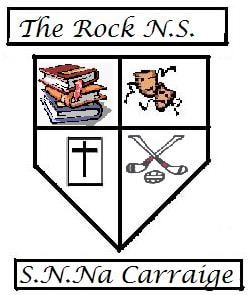 The Rock N.S.
S.N.Na Carraige